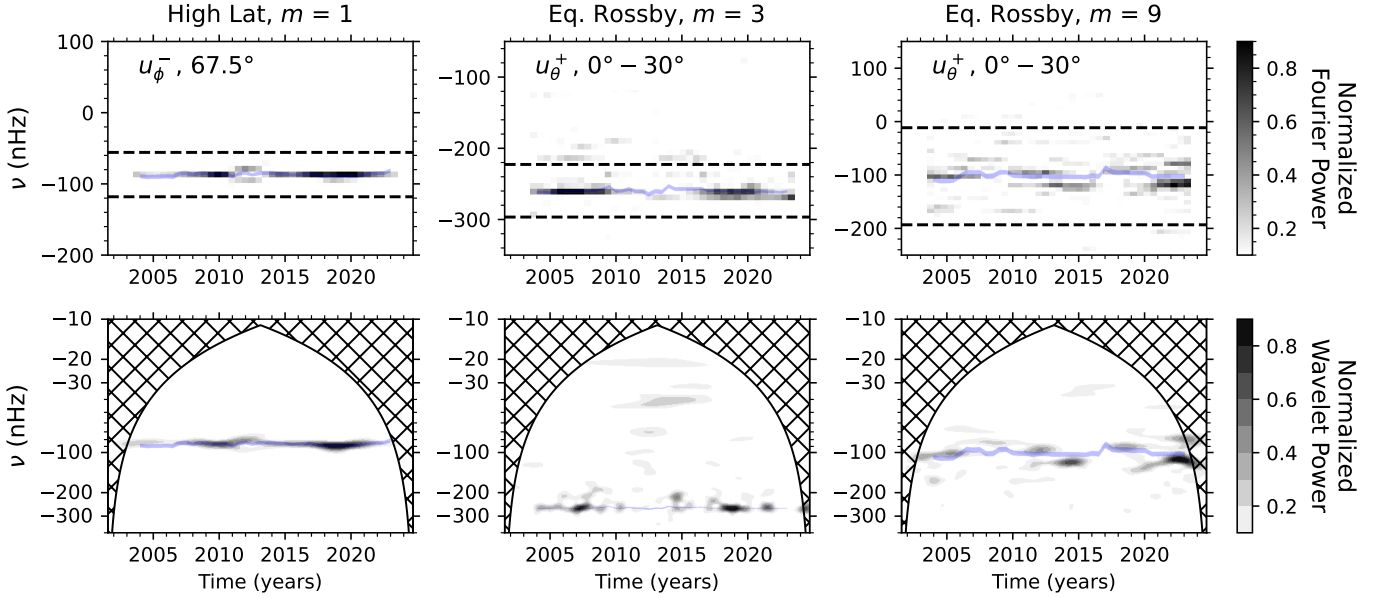 High Lat, m = 1
Eq. Rossby, m = 3
Eq. Rossby, m = 9
u_ϕ^−, 67.5°
u_θ^+, 0° − 30°
u_θ^+, 0° − 30°
ν (nHz)
100
0
−100
−200
2005 2010 2015 2020
−100
−200
−300
2005 2010 2015 2020
0
−100
−200
2005 2010 2015 2020
0.8
0.6
0.4
0.2
Normalized
Fourier Power
ν (nHz)
−10
−20
−30
−100
−200
−300
2005 2010 2015 2020
Time (years)
−10
−20
−30
−100
−200
−300
2005 2010 2015 2020
Time (years)
−10
−20
−30
−100
−200
−300
2005 2010 2015 2020
Time (years)
0.8
0.6
0.4
0.2
Normalized
Wavelet Power